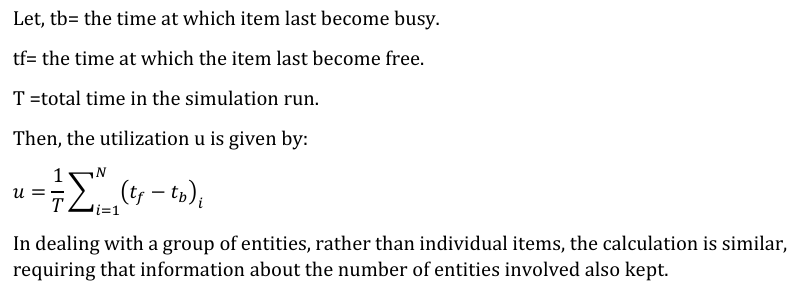 Let, tb= the time at which item last become busy.
tf= the time at which the item last become free.
T =total time in the simulation run.
Then, the utilization u is given by:
u = \frac{1}{T} \sum_{i=1}^{N} (t_f − t_b)_i
In dealing with a group of entities, rather than individual items, the calculation is similar,
requiring that information about the number of entities involved also kept.